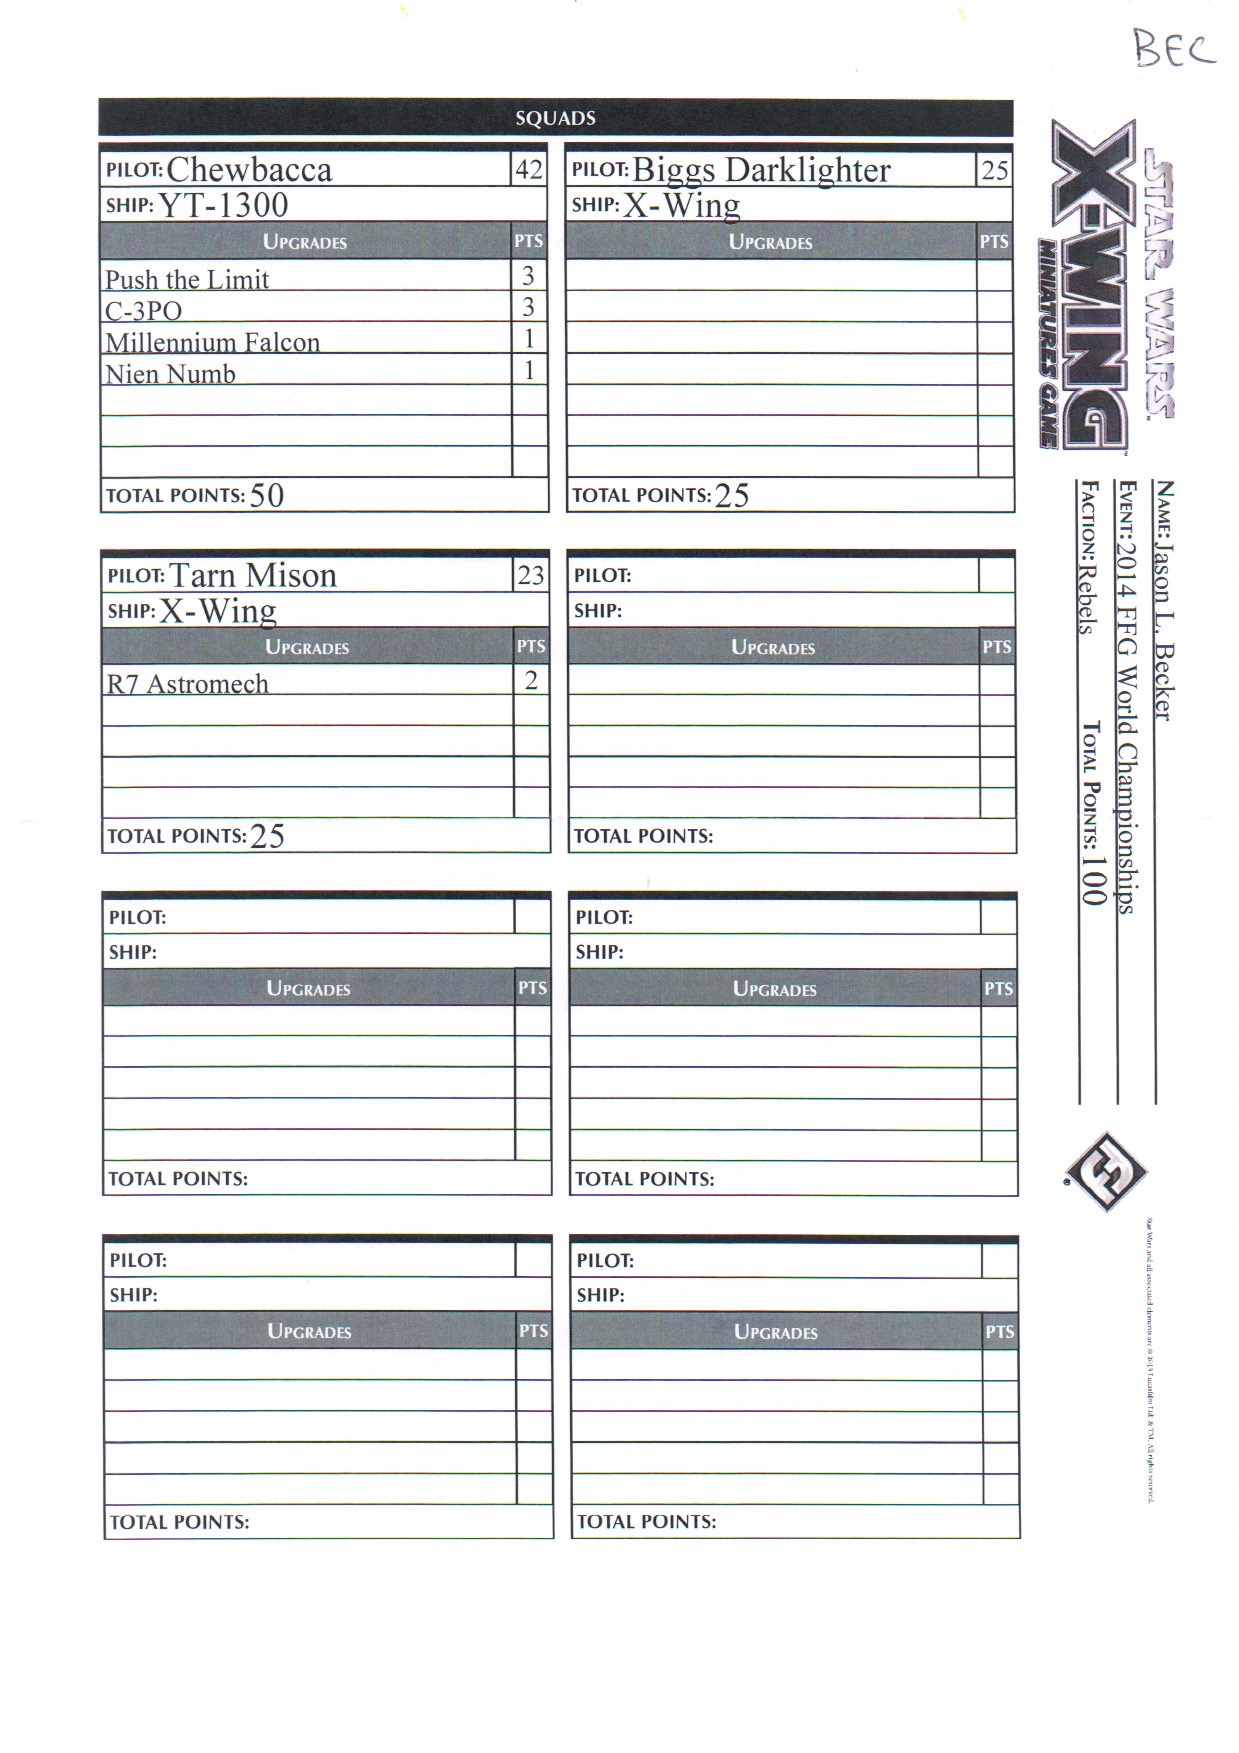 BEC
SQUADS
PILOT: Chewbacca 42
SHIP: YT-1300
UPGRADES PTS
Push the Limit 3
C-3PO 3
Millennium Falcon 1
Nien Numb 1
TOTAL POINTS: 50
PILOT: Biggs Darklighter 25
SHIP: X-Wing
UPGRADES PTS
TOTAL POINTS: 25
PILOT: Tarn Mison 23
SHIP: X-Wing
UPGRADES PTS
R7 Astromech 2
TOTAL POINTS: 25
PILOT:
SHIP:
UPGRADES PTS
TOTAL POINTS:
PILOT:
SHIP:
UPGRADES PTS
TOTAL POINTS:
PILOT:
SHIP:
UPGRADES PTS
TOTAL POINTS:
PILOT:
SHIP:
UPGRADES PTS
TOTAL POINTS:
PILOT:
SHIP:
UPGRADES PTS
TOTAL POINTS:
STAR WARS
X-WING
MINIATURES GAME
NAME: Jason L. Becker
EVENT: 2014 FFG World Championships
FACTION: Rebels TOTAL POINTS: 100
Star Wars and all associated elements are © 2013 Lucasfilm Ltd. & TM. All rights reserved.